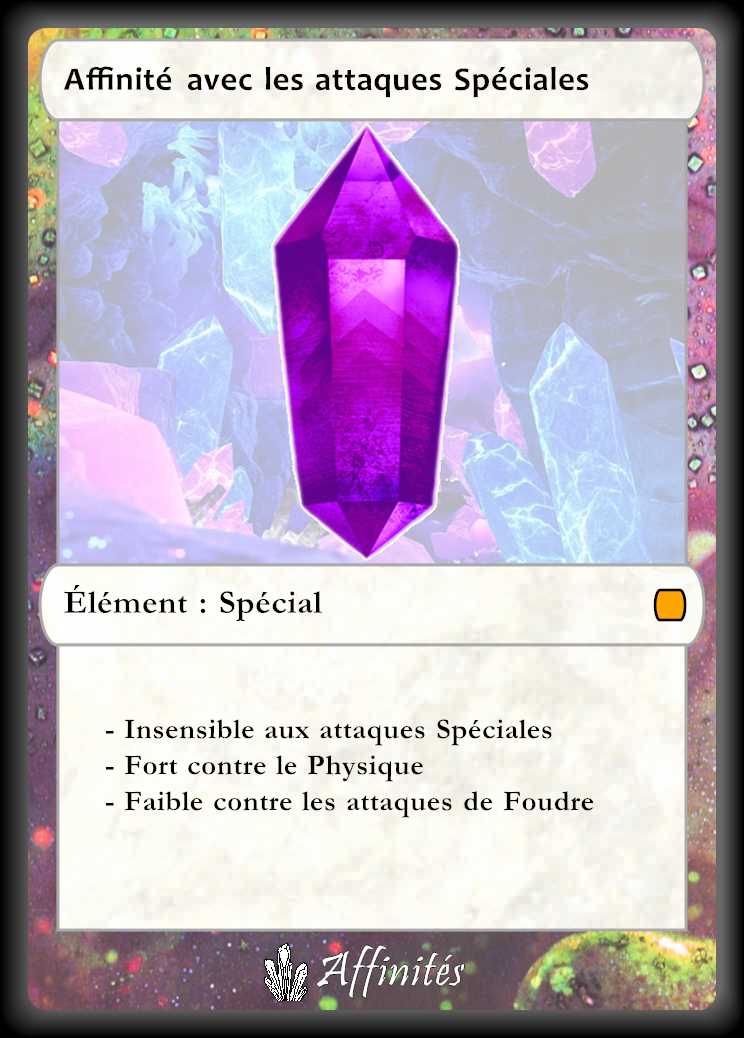 Affinité avec les attaques Spéciales
Élément : Spécial
- Insensible aux attaques Spéciales
- Fort contre le Physique
- Faible contre les attaques de Foudre
Affinités